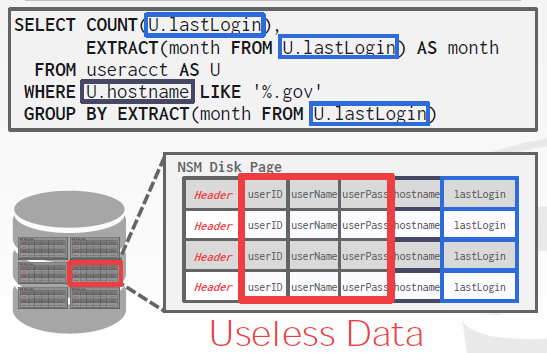 SELECT COUNT(U.lastLogin),
EXTRACT(month FROM U.lastLogin) AS month
FROM useracct AS U
WHERE U.hostname LIKE '%.gov'
GROUP BY EXTRACT(month FROM U.lastLogin)
NSM Disk Page
Header userID userName userPass hostname lastLogin
Header userID userName userPass hostname lastLogin
Header userID userName userPass hostname lastLogin
Header userID userName userPass hostname lastLogin
Useless Data